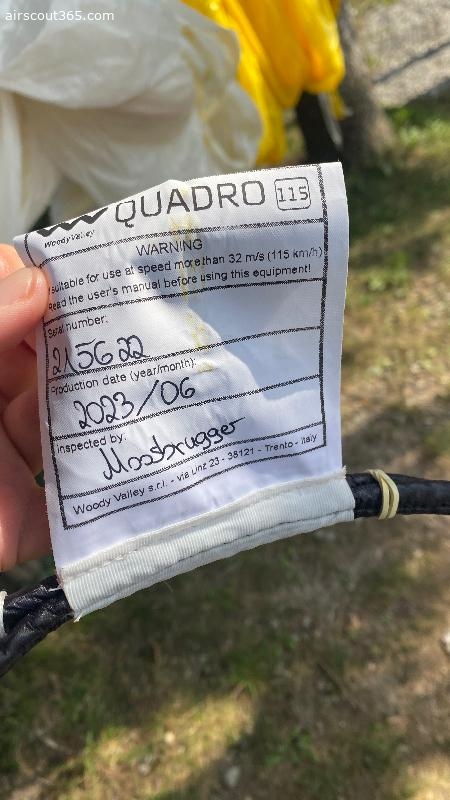 airscout365.com
QUADRO 115
WoodyValley
WARNING
suitable for use at speed more than 32 m/s (115 km/h)
Read the user's manual before using this equipment!
Serial number:
215622
Production date (year/month):
2023/06
inspected by:
Moosbrugger
Woody Valley s.r.l. - via Linz 23 - 38121 - Trento - Italy